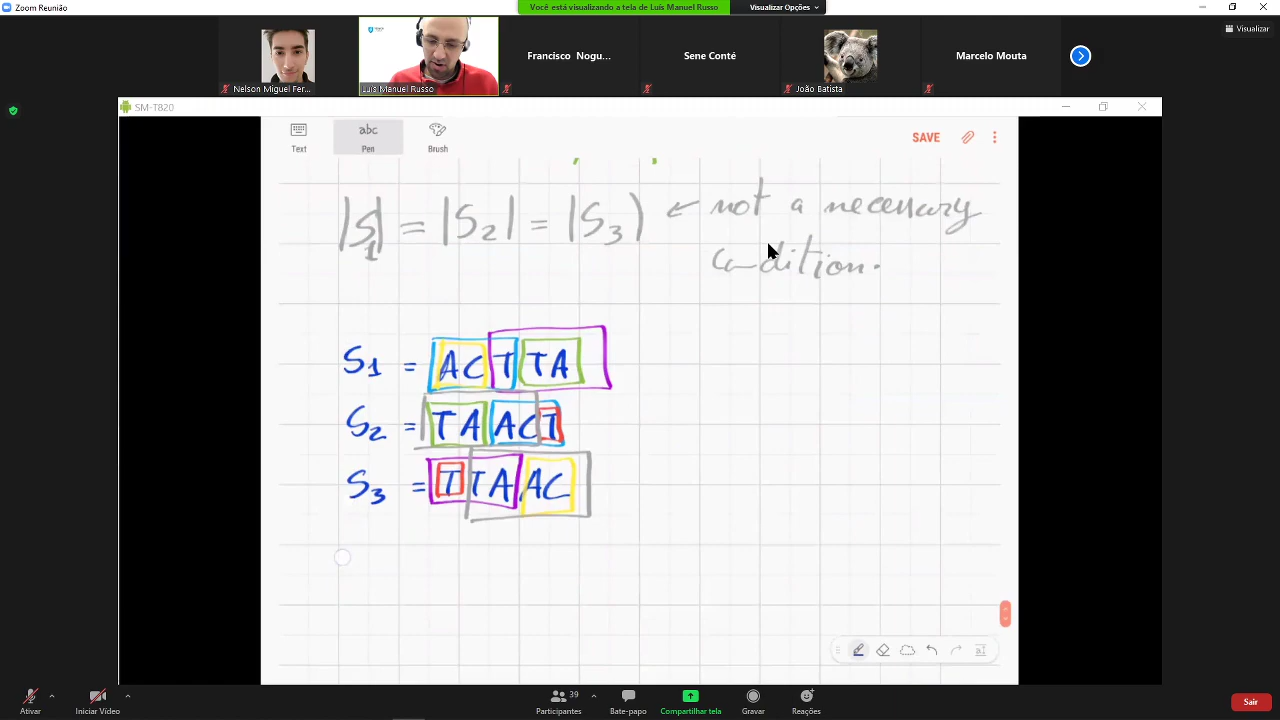 Zoom Reunião
Você está visualizando a tela de Luís Manuel Russo
Visualizar Opções
Visualizar
Nelson Miguel Fer...
Luís Manuel Russo
Francisco Nogu...
Sene Conté
João Batista
Marcelo Mouta
SM-T820
Text
abc
Pen
Brush
SAVE
|S1| = |S2| = |S3| ← not a necessary
condition.
S1 = ACTTA
S2 = TAACT
S3 = TTAAC
Ativar
Iniciar Vídeo
39
Participantes
Bate-papo
Compartilhar tela
Gravar
Reações
Sair